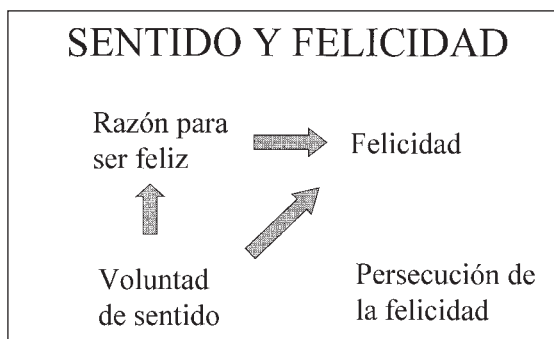 SENTIDO Y FELICIDAD
Razón para
ser feliz
Felicidad
Voluntad
de sentido
Persecución de
la felicidad